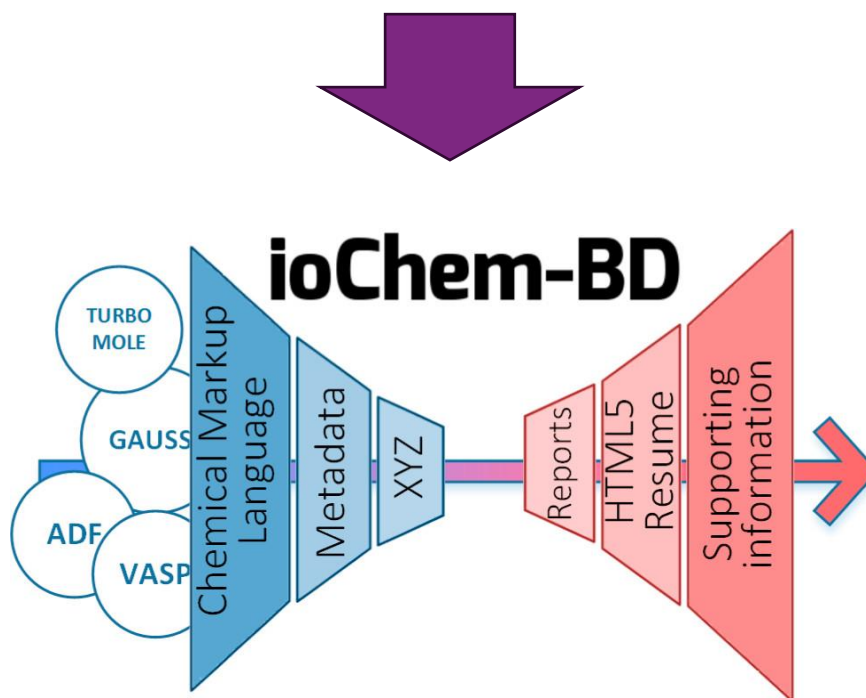 ioChem-BD
TURBO
MOLE
GAUSS
ADF
VASP
Chemical Markup
Language
Metadata
XYZ
Reports
HTML5
Resume
Supporting
information